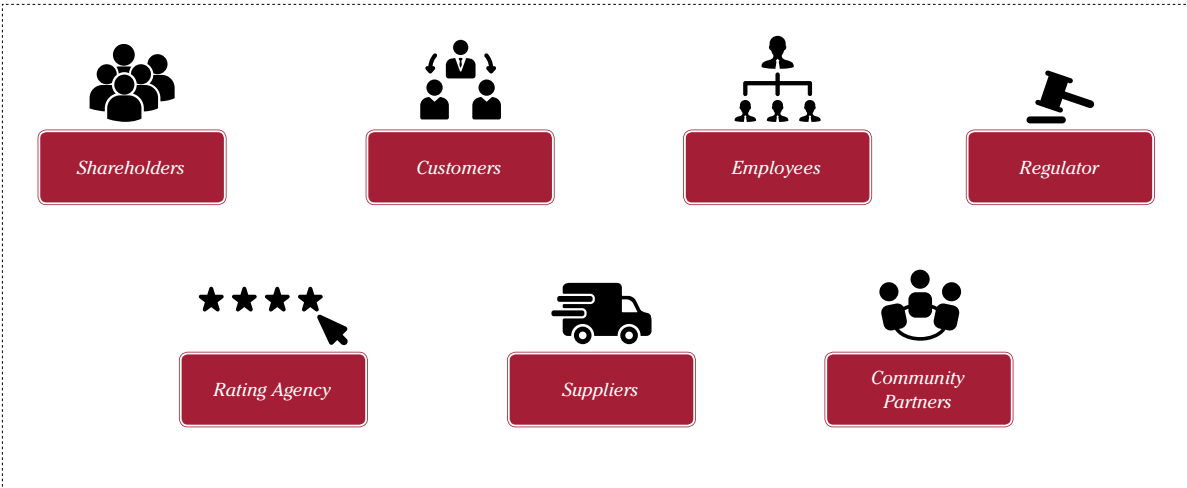 Shareholders
Customers
Employees
Regulator
Rating Agency
Suppliers
Community
Partners